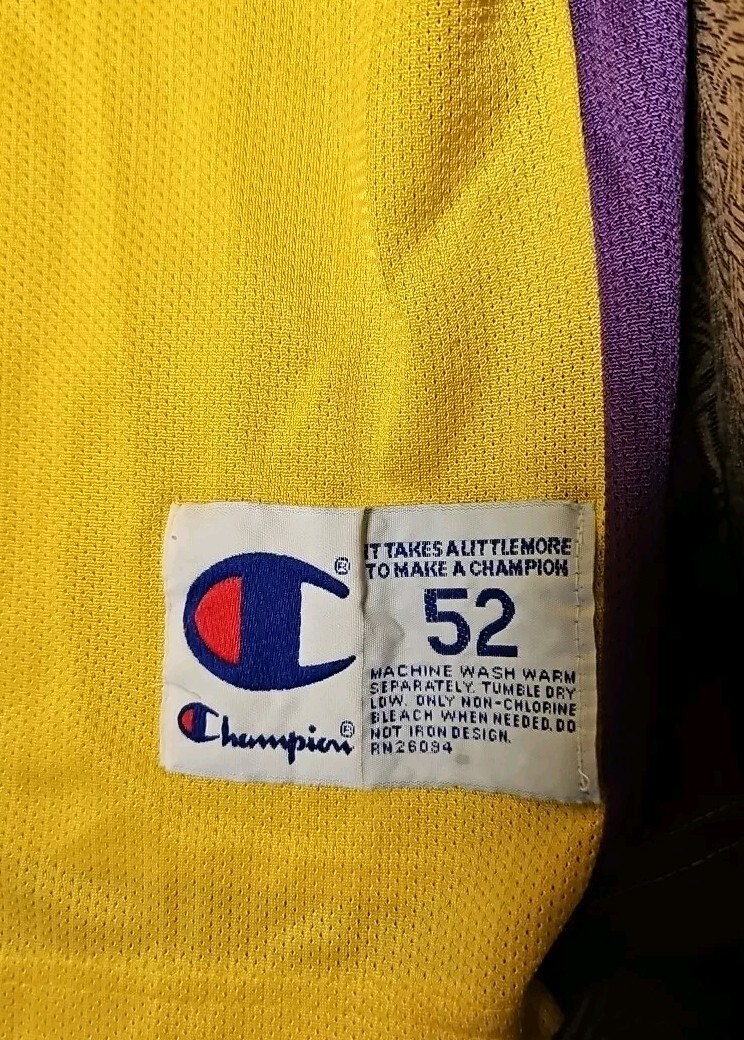 ®
Champion®
IT TAKES A LITTLE MORE
TO MAKE A CHAMPION
52
MACHINE WASH WARM
SEPARATELY. TUMBLE DRY
LOW. ONLY NON-CHLORINE
BLEACH WHEN NEEDED. DO
NOT IRON DESIGN.
RN26094